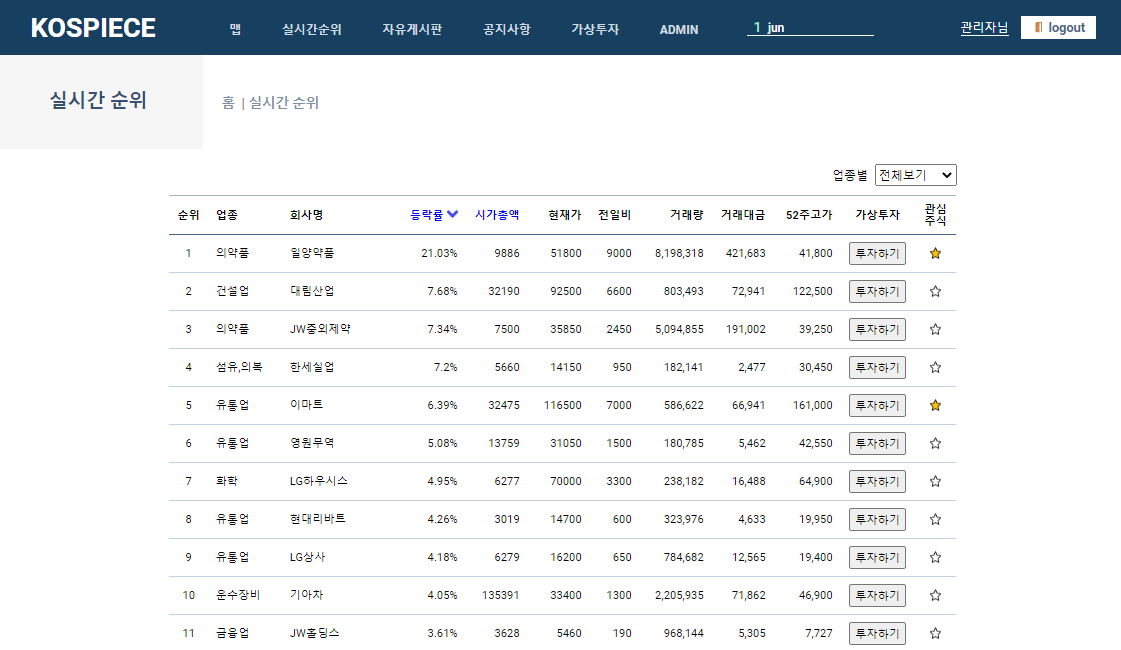 KOSPIECE 맵 실시간순위 자유게시판 공지사항 가상투자 ADMIN 1 jun 관리자님 logout
실시간 순위 홈 | 실시간 순위
업종별 전체보기
순위 업종 회사명 등락률 시가총액 현재가 전일비 거래량 거래대금 52주고가 가상투자 관심
주식
1 의약품 일양약품 21.03% 9886 51800 9000 8,198,318 421,683 41,800 투자하기
2 건설업 대림산업 7.68% 32190 92500 6600 803,493 72,941 122,500 투자하기
3 의약품 JW중외제약 7.34% 7500 35850 2450 5,094,855 191,002 39,250 투자하기
4 섬유,의복 한세실업 7.2% 5660 14150 950 182,141 2,477 30,450 투자하기
5 유통업 이마트 6.39% 32475 116500 7000 586,622 66,941 161,000 투자하기
6 유통업 영원무역 5.08% 13759 31050 1500 180,785 5,462 42,550 투자하기
7 화학 LG하우시스 4.95% 6277 70000 3300 238,182 16,488 64,900 투자하기
8 유통업 현대리바트 4.26% 3019 14700 600 323,976 4,633 19,950 투자하기
9 유통업 LG상사 4.18% 6279 16200 650 784,682 12,565 19,400 투자하기
10 운수장비 기아차 4.05% 135391 33400 1300 2,205,935 71,862 46,900 투자하기
11 금융업 JW홀딩스 3.61% 3628 5460 190 968,144 5,305 7,727 투자하기